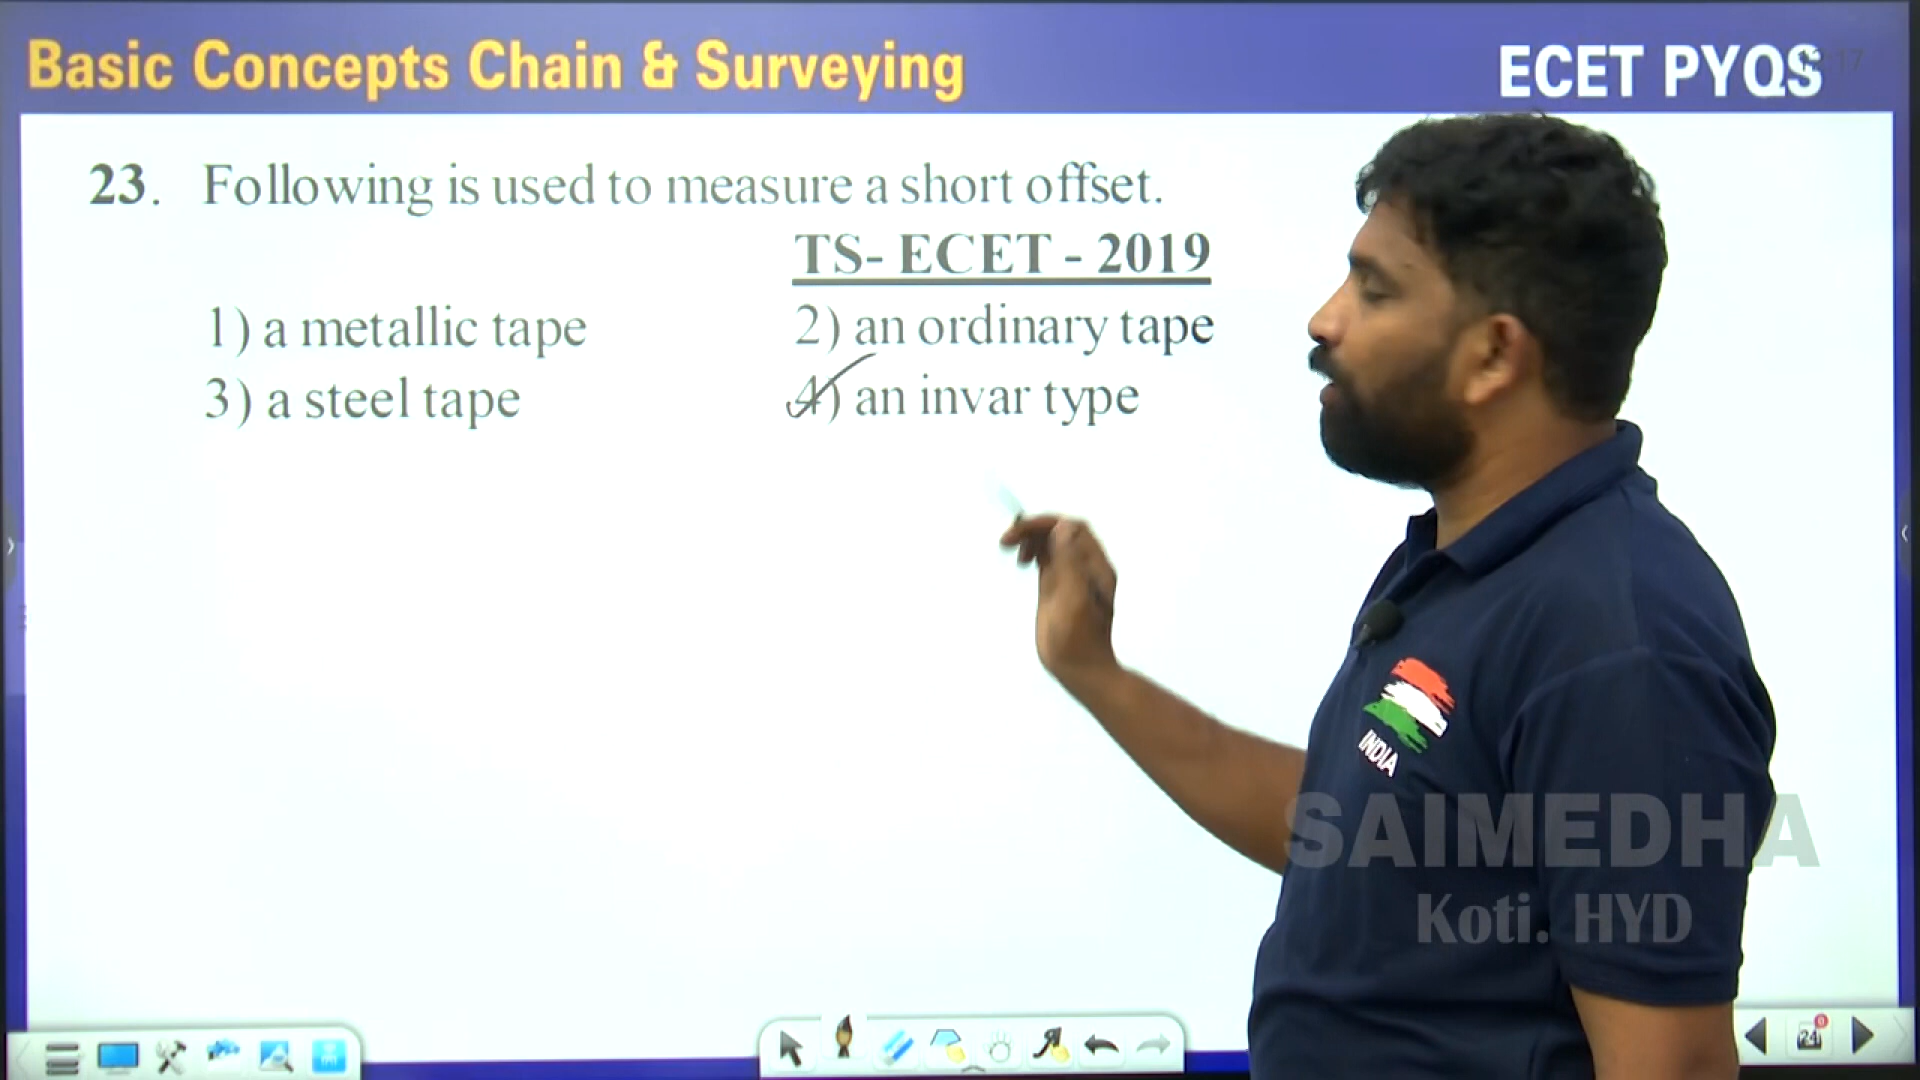 Basic Concepts Chain & Surveying
ECET PYQS
23. Following is used to measure a short offset.
TS- ECET - 2019
1) a metallic tape
2) an ordinary tape
3) a steel tape
4) an invar type
INDIA
SAIMEDHA
Koti. HYD
24